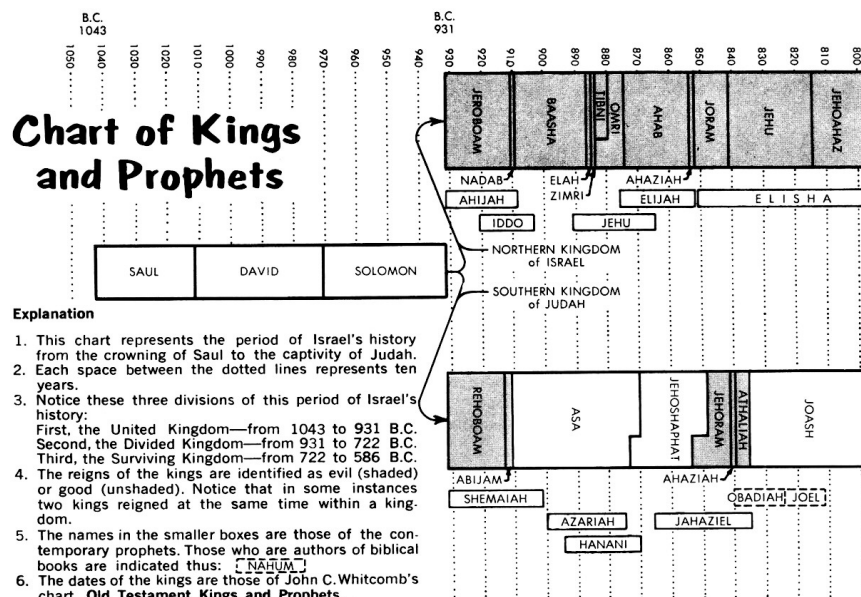 B.C.
1043
B.C.
931
1050
1040
1030
1020
1010
1000
990
980
970
960
950
940
930
920
910
900
890
880
870
860
850
840
830
820
810
800
Chart of Kings
and Prophets
JEROBOAM
BAASHA
TIBNI
OMRI
AHAB
JORAM
JEHU
JEHOAHAZ
NADAB
ELAH
ZIMRI
AHAZIAH
AHIJAH
ELIJAH
ELISHA
IDDO
JEHU
NORTHERN KINGDOM
of ISRAEL
SAUL
DAVID
SOLOMON
SOUTHERN KINGDOM
of JUDAH
Explanation
1. This chart represents the period of Israel's history
from the crowning of Saul to the captivity of Judah.
2. Each space between the dotted lines represents ten
years.
3. Notice these three divisions of this period of Israel's
history:
First, the United Kingdom—from 1043 to 931 B.C.
Second, the Divided Kingdom—from 931 to 722 B.C.
Third, the Surviving Kingdom—from 722 to 586 B.C.
4. The reigns of the kings are identified as evil (shaded)
or good (unshaded). Notice that in some instances
two kings reigned at the same time within a king-
dom.
5. The names in the smaller boxes are those of the con-
temporary prophets. Those who are authors of biblical
books are indicated thus: NAHUM
6. The dates of the kings are those of John C. Whitcomb's
chart, Old Testament Kings and Prophets
REHOBOAM
ASA
JEHOSHAPHAT
JEHORAM
ATHALIAH
JOASH
ABIJAM
AHAZIAH
SHEMAIAH
OBADIAH
JOEL
AZARIAH
JAHAZIEL
HANANI